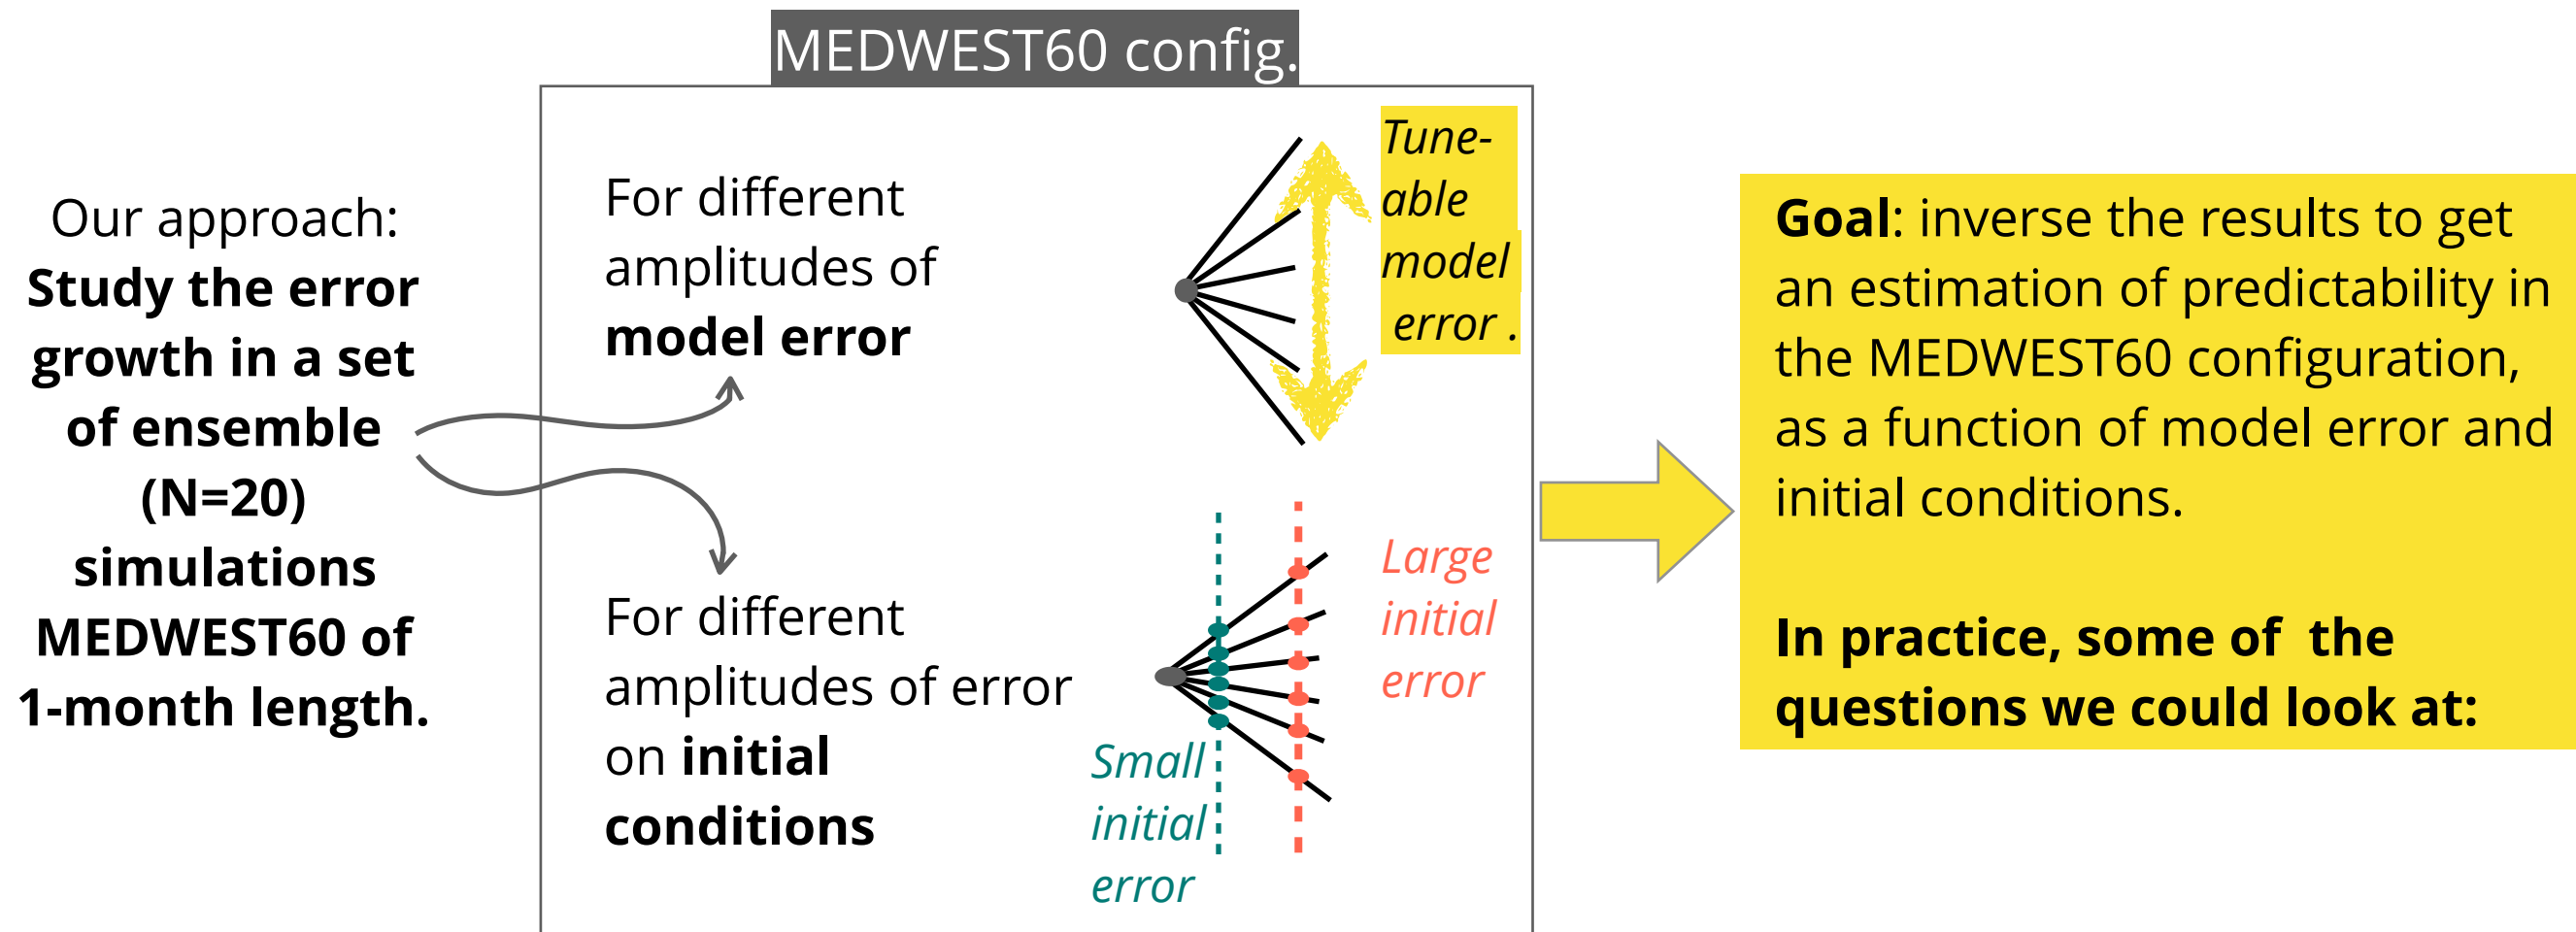 MEDWEST60 config.
Our approach:
Study the error
growth in a set
of ensemble
(N=20)
simulations
MEDWEST60 of
1-month length.
For different
amplitudes of
model error
Tune-
able
model
error .
For different
amplitudes of error
on initial
conditions
Small
initial
error
Large
initial
error
Goal: inverse the results to get
an estimation of predictability in
the MEDWEST60 configuration,
as a function of model error and
initial conditions.
In practice, some of  the
questions we could look at: